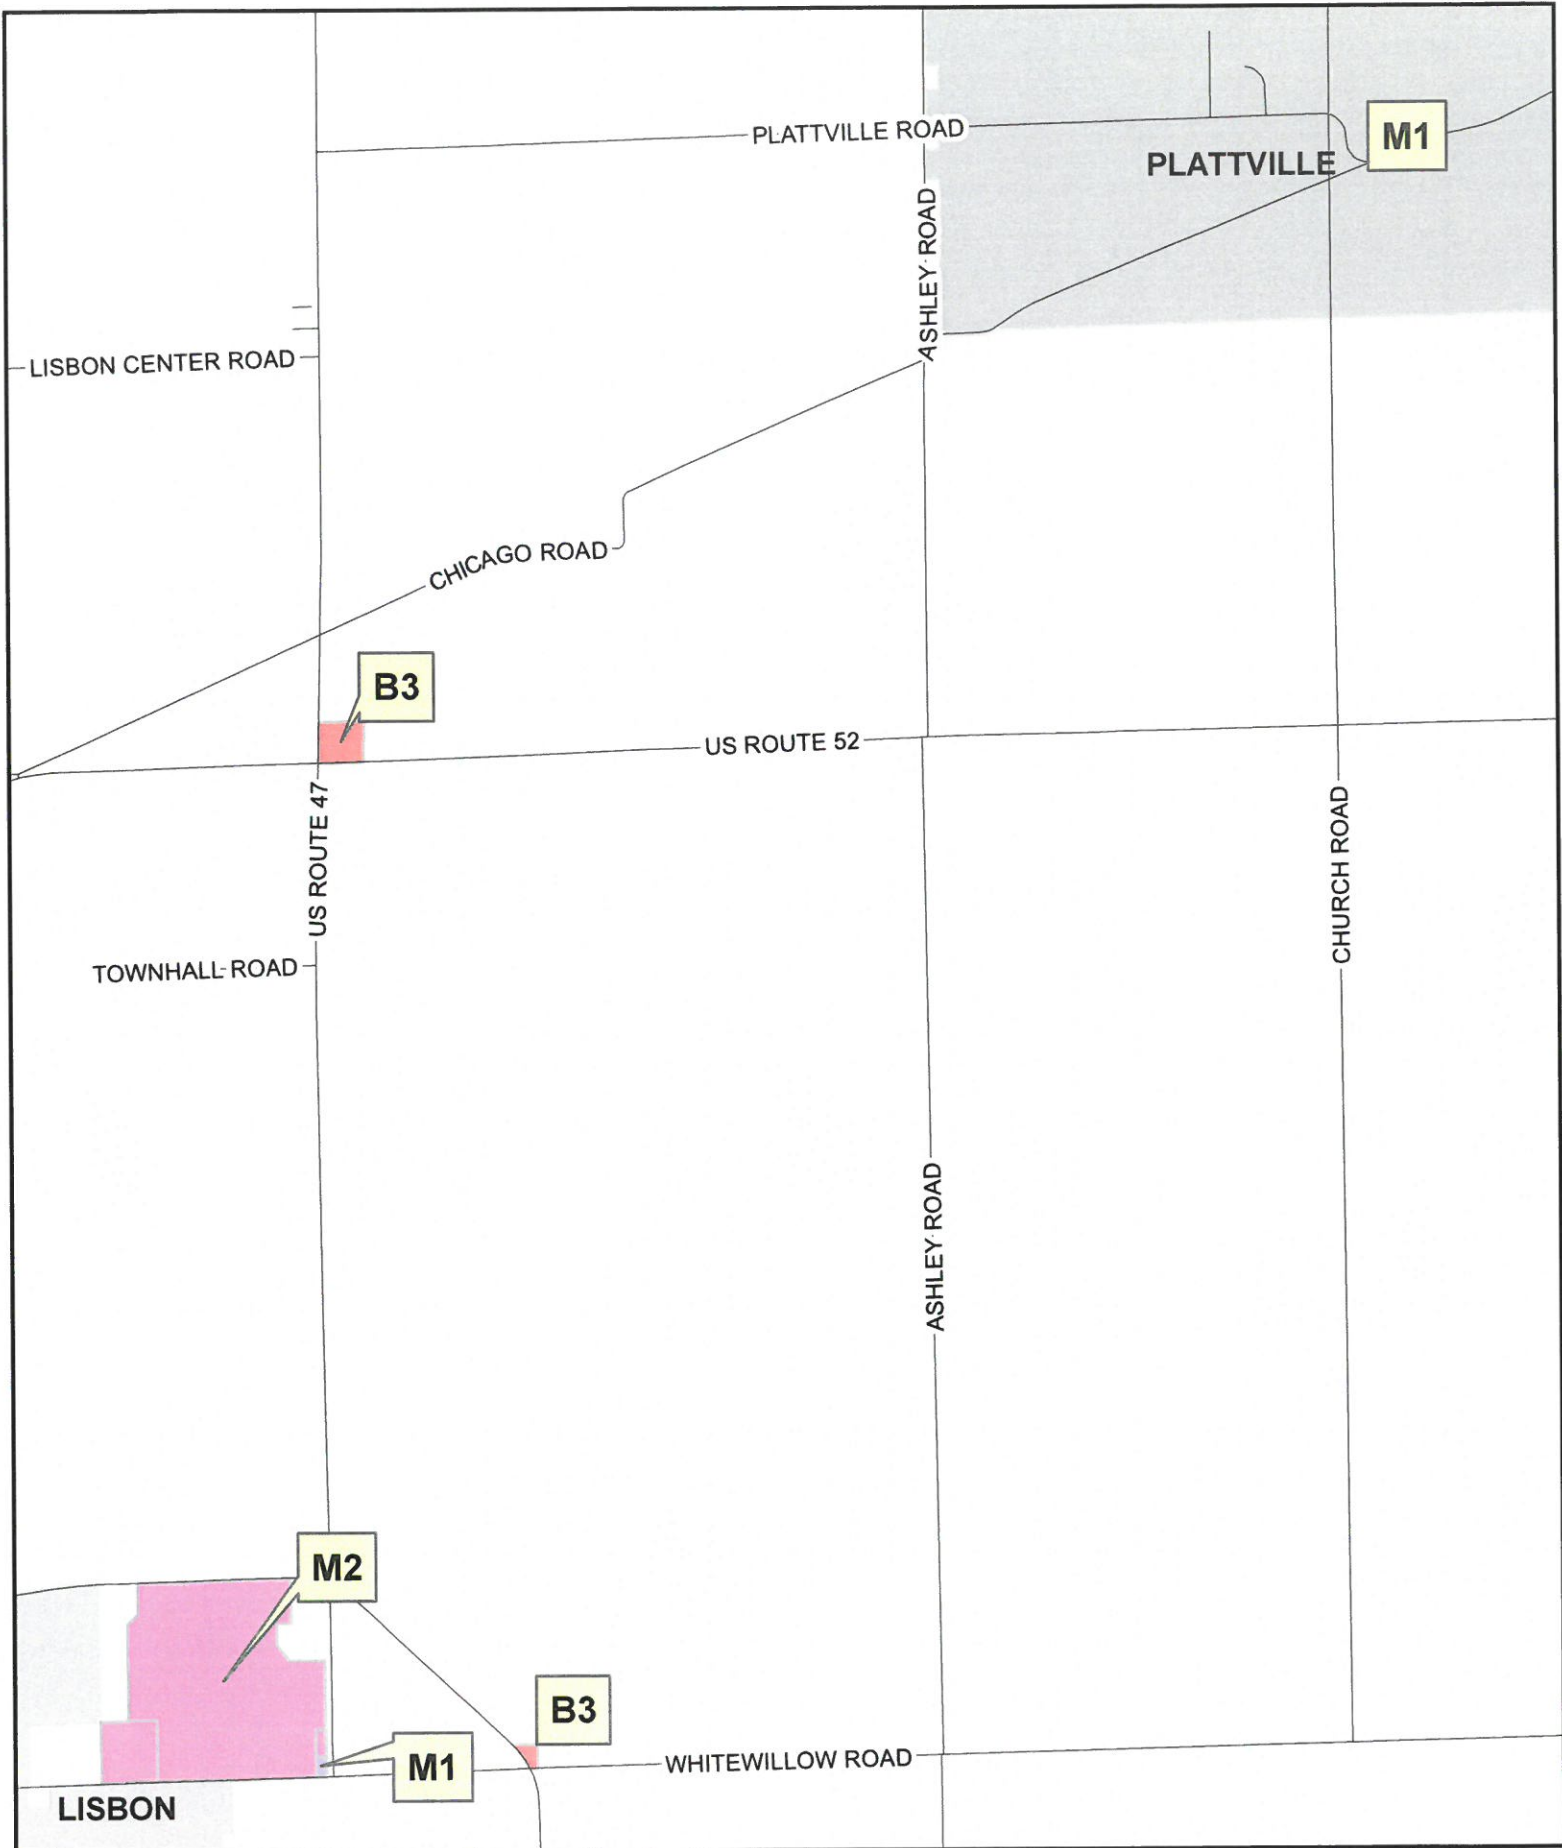 PLATTVILLE ROAD
M1
PLATTVILLE
ASHLEY ROAD
LISBON CENTER ROAD
CHICAGO ROAD
B3
US ROUTE 52
US ROUTE 47
CHURCH ROAD
TOWNHALL ROAD
ASHLEY ROAD
M2
B3
M1
WHITEWILLOW ROAD
LISBON